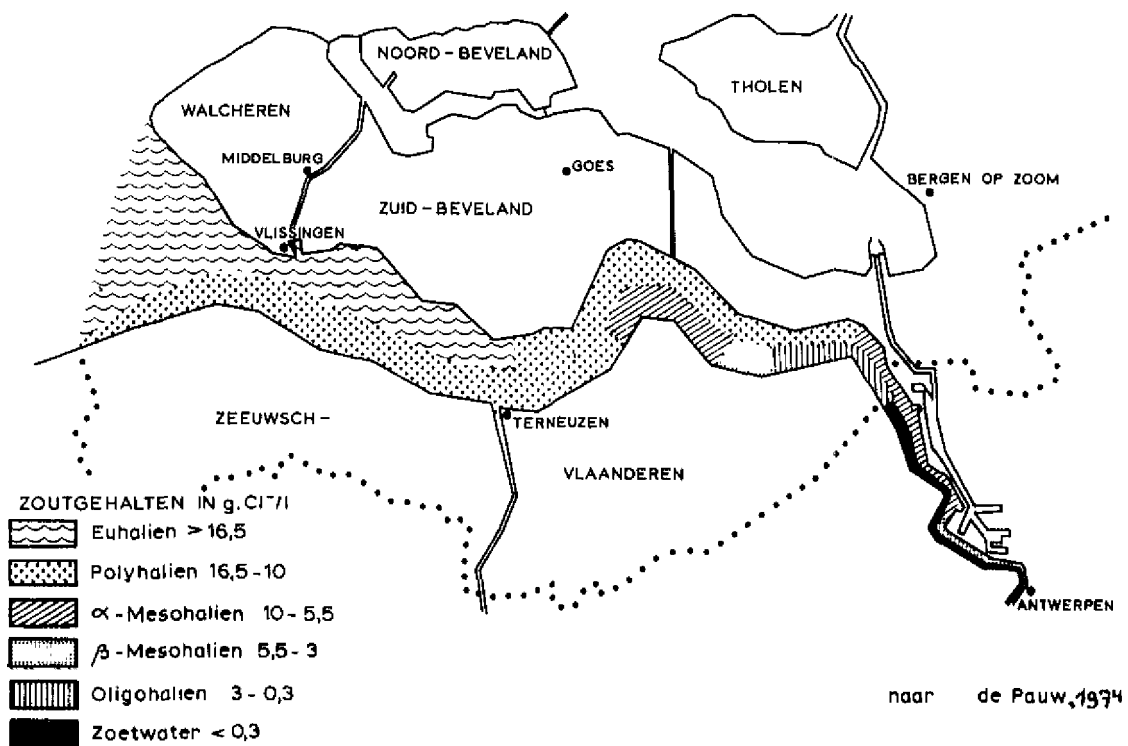 NOORD-BEVELAND
THOLEN
WALCHEREN
MIDDELBURG
GOES
BERGEN OP ZOOM
ZUID-BEVELAND
VLISSINGEN
ZEEUWSCH-
TERNEUZEN
VLAANDEREN
ANTWERPEN
ZOUTGEHALTEN IN g.Cl⁻/l
Euhalien > 16,5
Polyhalien 16,5-10
α-Mesohalien 10-5,5
β-Mesohalien 5,5-3
Oligohalien 3-0,3
Zoetwater < 0,3
naar de Pauw, 1974